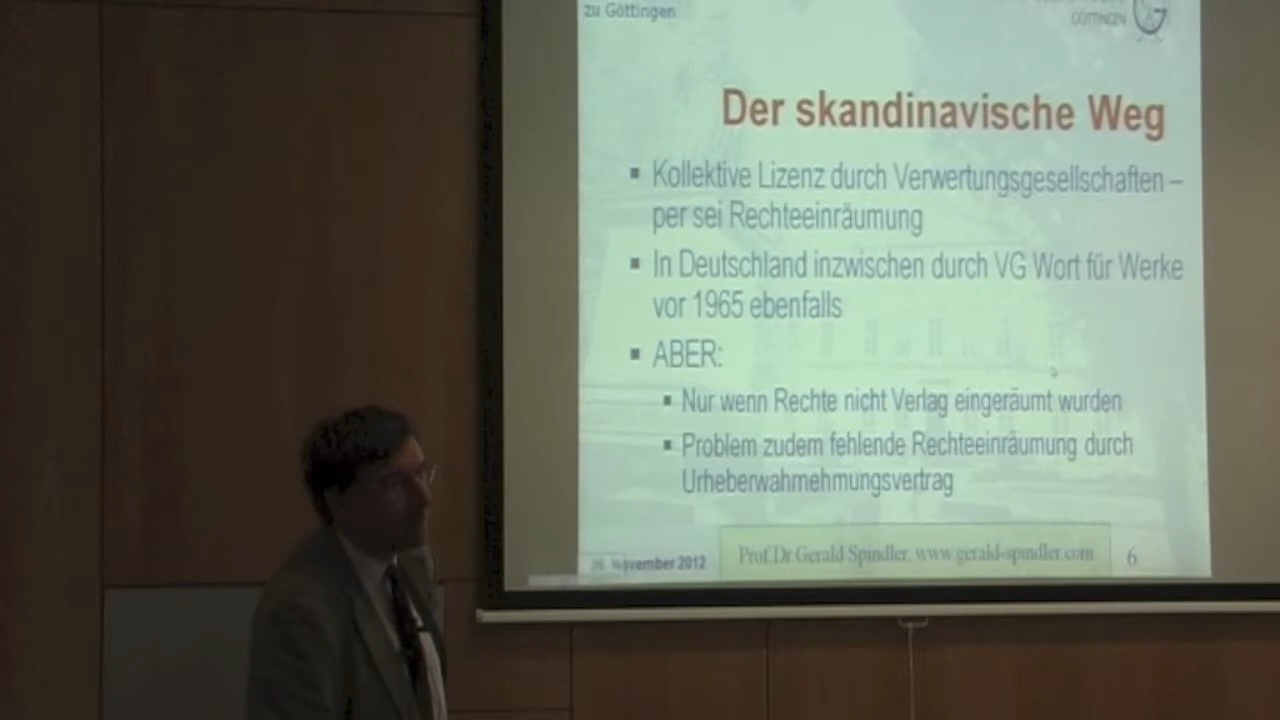 zu Göttingen
GÖTTINGEN
Der skandinavische Weg
▪ Kollektive Lizenz durch Verwertungsgesellschaften –
per sei Rechteeinräumung
▪ In Deutschland inzwischen durch VG Wort für Werke
vor 1965 ebenfalls
▪ ABER:
▪ Nur wenn Rechte nicht Verlag eingeräumt wurden
▪ Problem zudem fehlende Rechteeinräumung durch
Urheberwahrnehmungsvertrag
26. November 2012 Prof.Dr Gerald Spindler. www.gerald-spindler.com 6